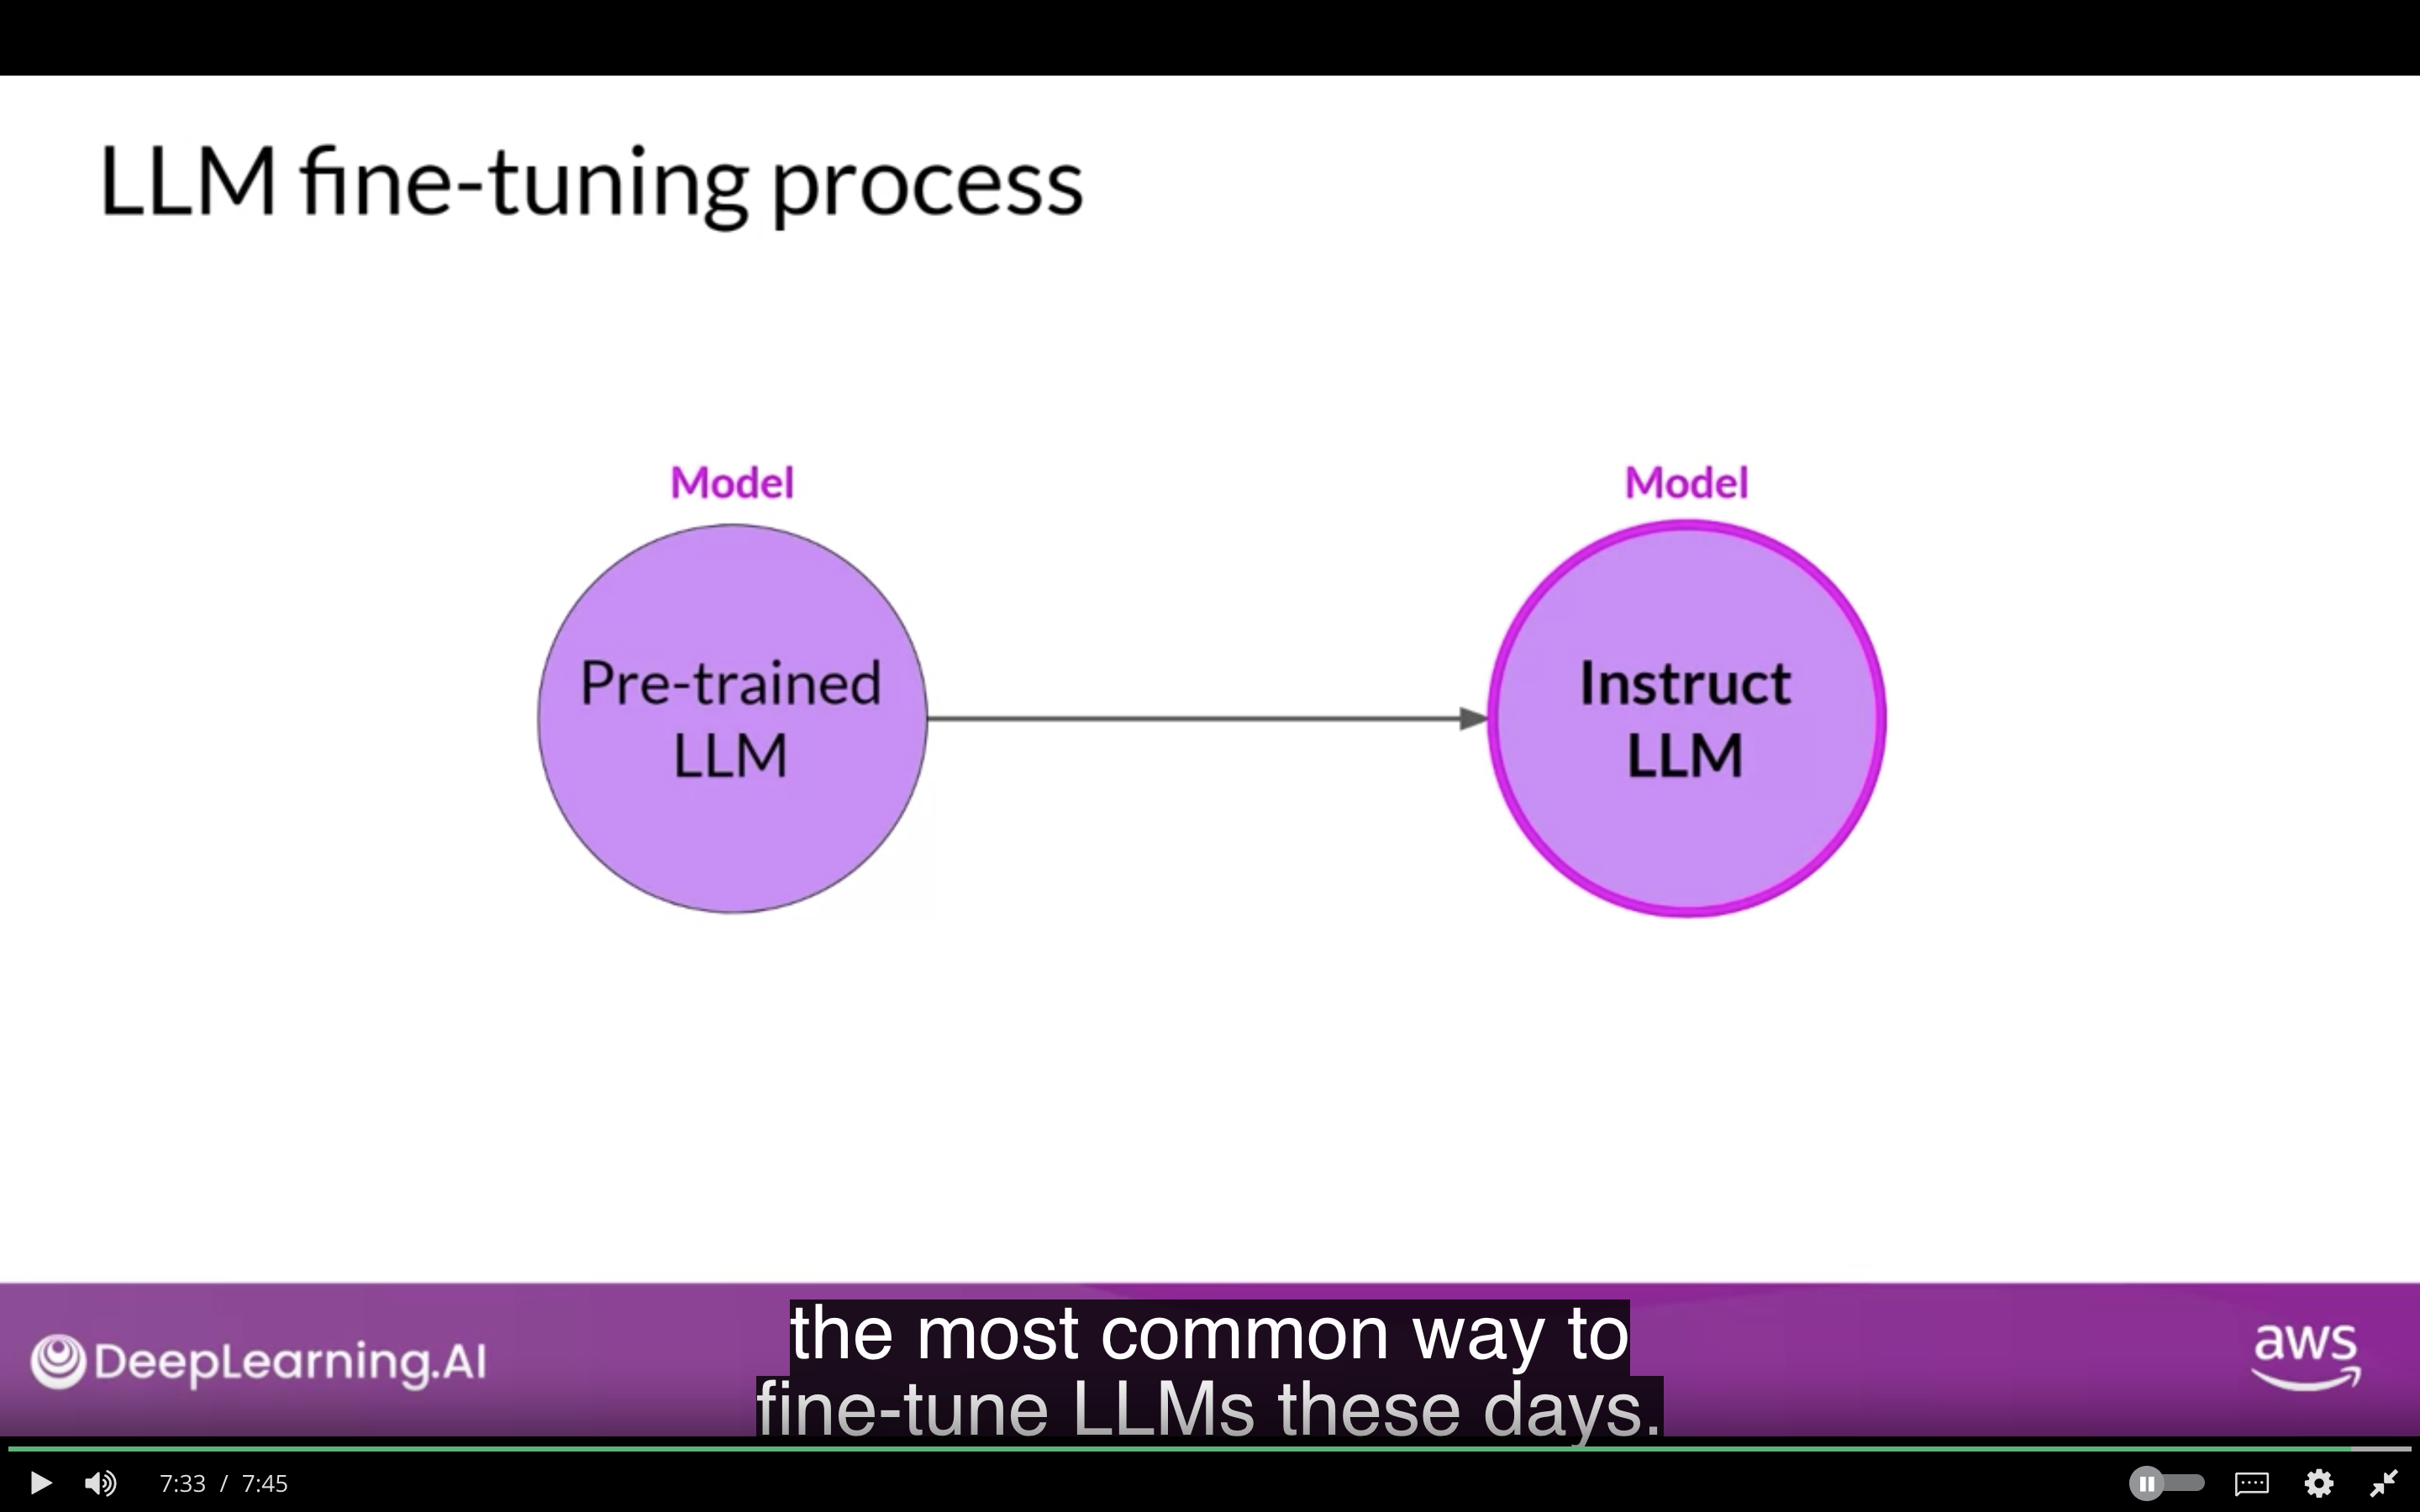 LLM fine-tuning process
Model
Pre-trained
LLM
Model
Instruct
LLM
DeepLearning.AI
the most common way to
fine-tune LLMs these days.
aws
7:33 / 7:45